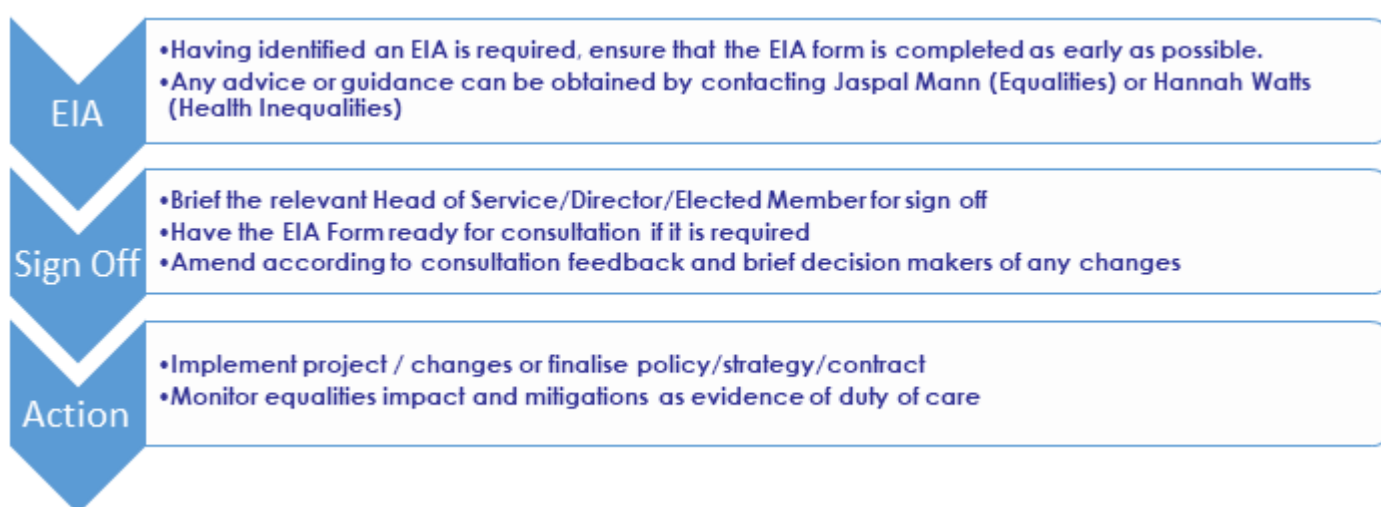 EIA
•Having identified an EIA is required, ensure that the EIA form is completed as early as possible.
•Any advice or guidance can be obtained by contacting Jaspal Mann (Equalities) or Hannah Watts
(Health Inequalities)
Sign Off
•Brief the relevant Head of Service/Director/Elected Member for sign off
•Have the EIA Form ready for consultation if it is required
•Amend according to consultation feedback and brief decision makers of any changes
Action
•Implement project / changes or finalise policy/strategy/contract
•Monitor equalities impact and mitigations as evidence of duty of care